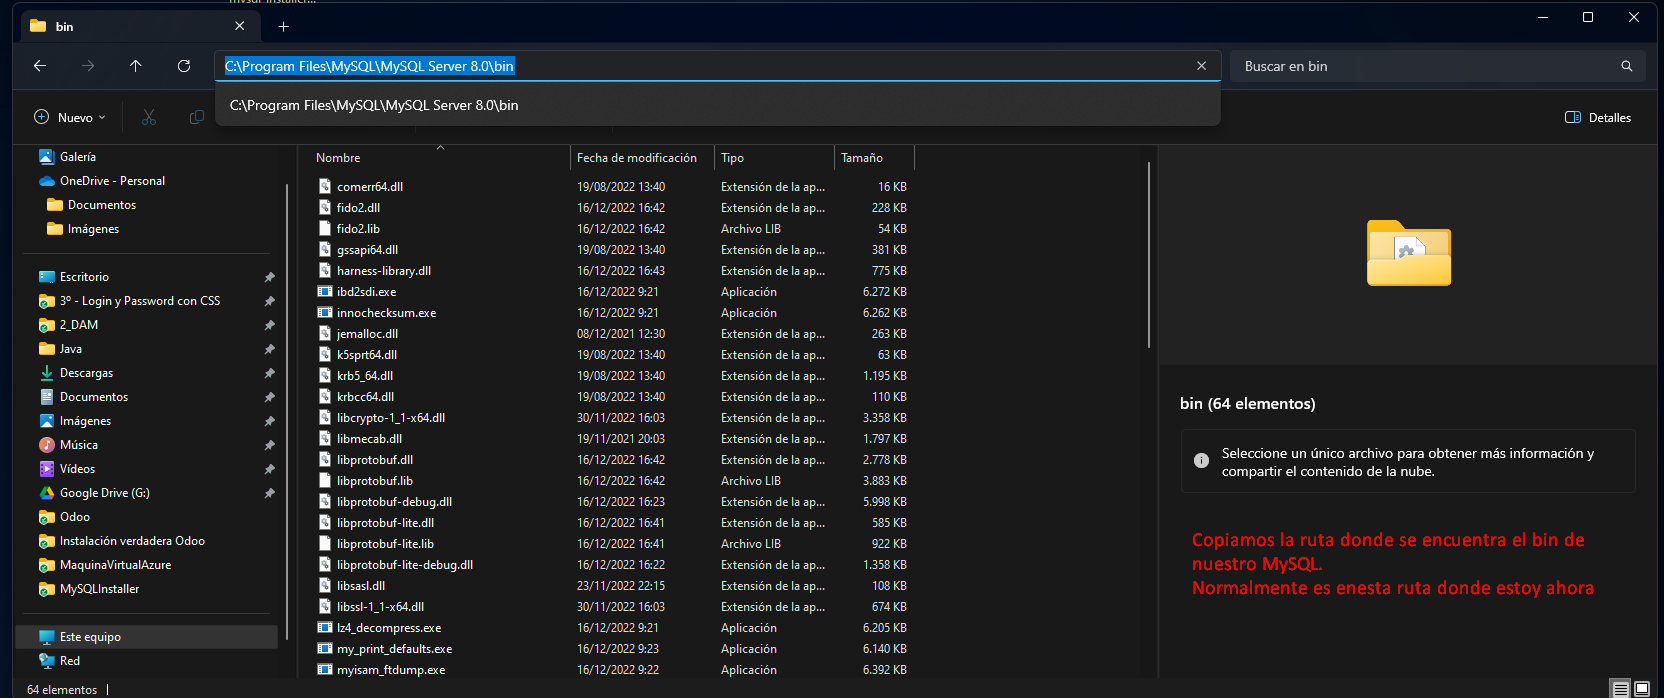 bin
C:\Program Files\MySQL\MySQL Server 8.0\bin
Buscar en bin
C:\Program Files\MySQL\MySQL Server 8.0\bin
Nuevo
Detalles
Galería
OneDrive - Personal
Documentos
Imágenes
Escritorio
3º - Login y Password con CSS
2_DAM
Java
Descargas
Documentos
Imágenes
Música
Vídeos
Google Drive (G:)
Odoo
Instalación verdadera Odoo
MaquinaVirtualAzure
MySQLInstaller
Este equipo
Red
Nombre Fecha de modificación Tipo Tamaño
comerr64.dll 19/08/2022 13:40 Extensión de la ap... 16 KB
fido2.dll 16/12/2022 16:42 Extensión de la ap... 228 KB
fido2.lib 16/12/2022 16:42 Archivo LIB 54 KB
gssapi64.dll 19/08/2022 13:40 Extensión de la ap... 381 KB
harness-library.dll 16/12/2022 16:43 Extensión de la ap... 775 KB
ibd2sdi.exe 16/12/2022 9:21 Aplicación 6.272 KB
innochecksum.exe 16/12/2022 9:21 Aplicación 6.262 KB
jemalloc.dll 08/12/2021 12:30 Extensión de la ap... 263 KB
k5sprt64.dll 19/08/2022 13:40 Extensión de la ap... 63 KB
krb5_64.dll 19/08/2022 13:40 Extensión de la ap... 1.195 KB
krbcc64.dll 19/08/2022 13:40 Extensión de la ap... 110 KB
libcrypto-1_1-x64.dll 30/11/2022 16:03 Extensión de la ap... 3.358 KB
libmecab.dll 19/11/2021 20:03 Extensión de la ap... 1.797 KB
libprotobuf.dll 16/12/2022 16:42 Extensión de la ap... 2.778 KB
libprotobuf.lib 16/12/2022 16:42 Archivo LIB 3.883 KB
libprotobuf-debug.dll 16/12/2022 16:23 Extensión de la ap... 5.998 KB
libprotobuf-lite.dll 16/12/2022 16:41 Extensión de la ap... 585 KB
libprotobuf-lite.lib 16/12/2022 16:41 Archivo LIB 922 KB
libprotobuf-lite-debug.dll 16/12/2022 16:22 Extensión de la ap... 1.358 KB
libsasl.dll 23/11/2022 22:15 Extensión de la ap... 108 KB
libssl-1_1-x64.dll 30/11/2022 16:03 Extensión de la ap... 674 KB
lz4_decompress.exe 16/12/2022 9:21 Aplicación 6.205 KB
my_print_defaults.exe 16/12/2022 9:23 Aplicación 6.140 KB
myisam_ftdump.exe 16/12/2022 9:22 Aplicación 6.392 KB
bin (64 elementos)
Seleccione un único archivo para obtener más información y
compartir el contenido de la nube.
Copiamos la ruta donde se encuentra el bin de
nuestro MySQL.
Normalmente es enesta ruta donde estoy ahora
64 elementos